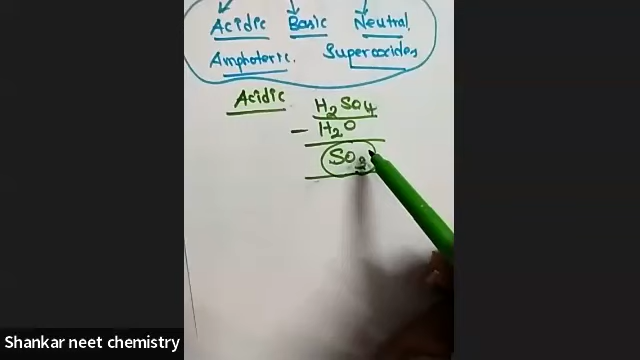 Acidic Basic Neutral
Amphoteric. Superoxides
Acidic H2SO4
− H2O
SO3
Shankar neet chemistry